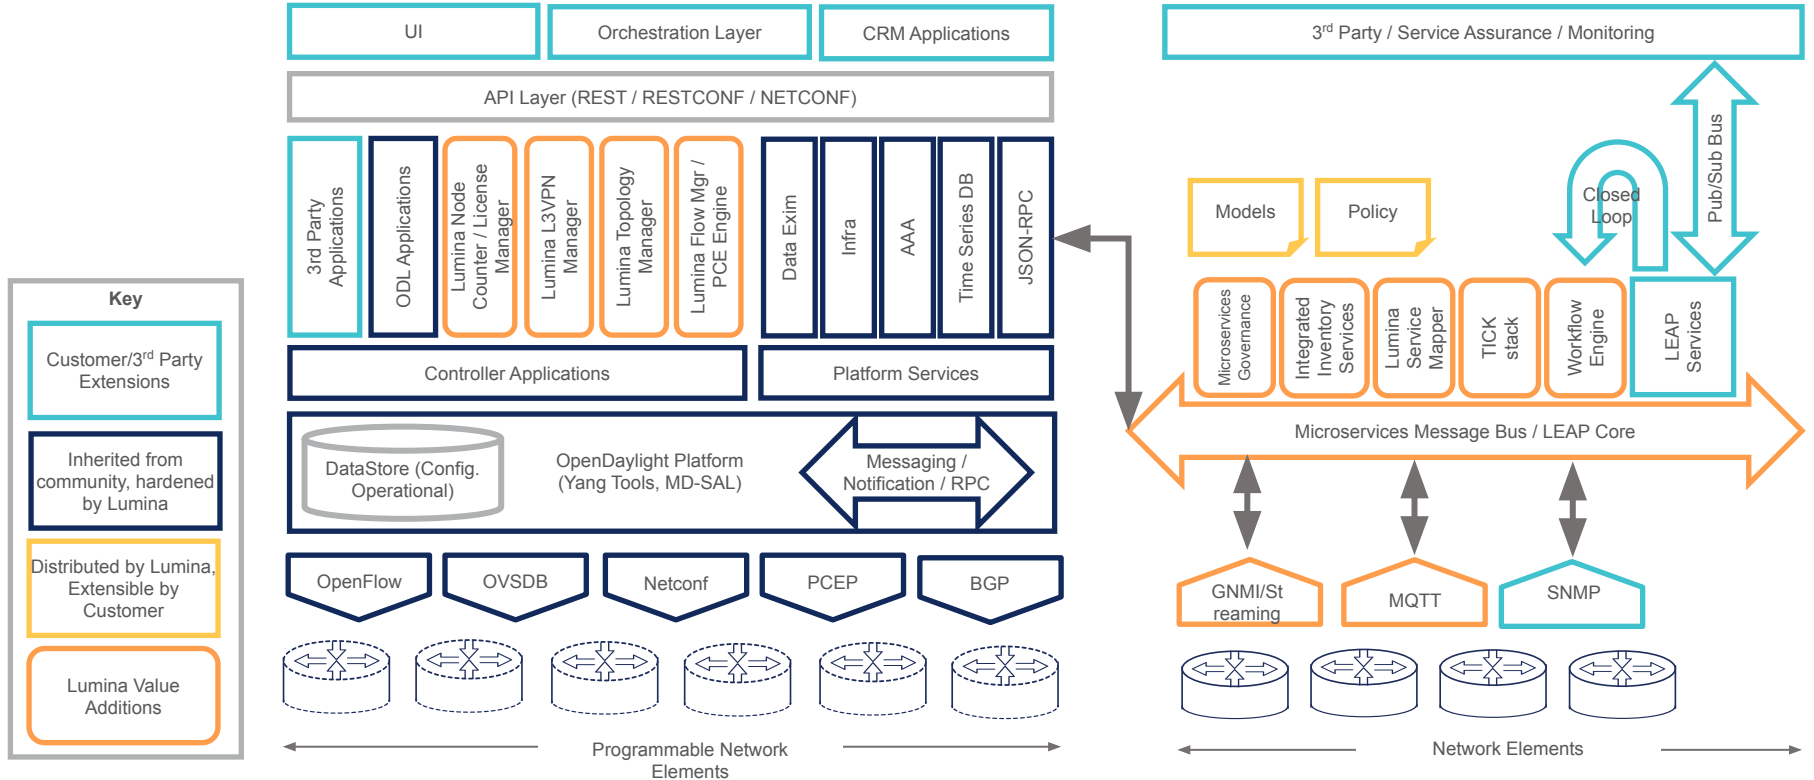 UI
Orchestration Layer
CRM Applications
3rd Party / Service Assurance / Monitoring
API Layer (REST / RESTCONF / NETCONF)
3rd Party
Applications
ODL Applications
Lumina Node
Counter / License
Manager
Lumina L3VPN
Manager
Lumina Topology
Manager
Lumina Flow Mgr /
PCE Engine
Data Exim
Infra
AAA
Time Series DB
JSON-RPC
Models
Policy
Closed
Loop
Pub/Sub Bus
Key
Customer/3rd Party
Extensions
Inherited from
community, hardened
by Lumina
Distributed by Lumina,
Extensible by
Customer
Lumina Value
Additions
Microservices
Governance
Integrated
Inventory
Services
Lumina
Service
Mapper
TICK
stack
Workflow
Engine
LEAP
Services
Controller Applications
Platform Services
Microservices Message Bus / LEAP Core
DataStore (Config.
Operational)
OpenDaylight Platform
(Yang Tools, MD-SAL)
Messaging /
Notification / RPC
OpenFlow
OVSDB
Netconf
PCEP
BGP
GNMI/St
reaming
MQTT
SNMP
Programmable Network
Elements
Network Elements